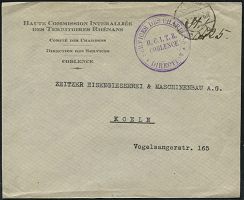 HAUTE COMMISSION INTERALLIÉE
DES TERRITOIRES RHÉNANS
COMITÉ DES CHARBONS
DIRECTION DES SERVICES
COBLENCE
H.C.I.T.R.
COBLENCE
ZEITZER EISENGIESSEREI & MASCHINENBAU A.G.
KOELN
Vogelsangerstr. 165